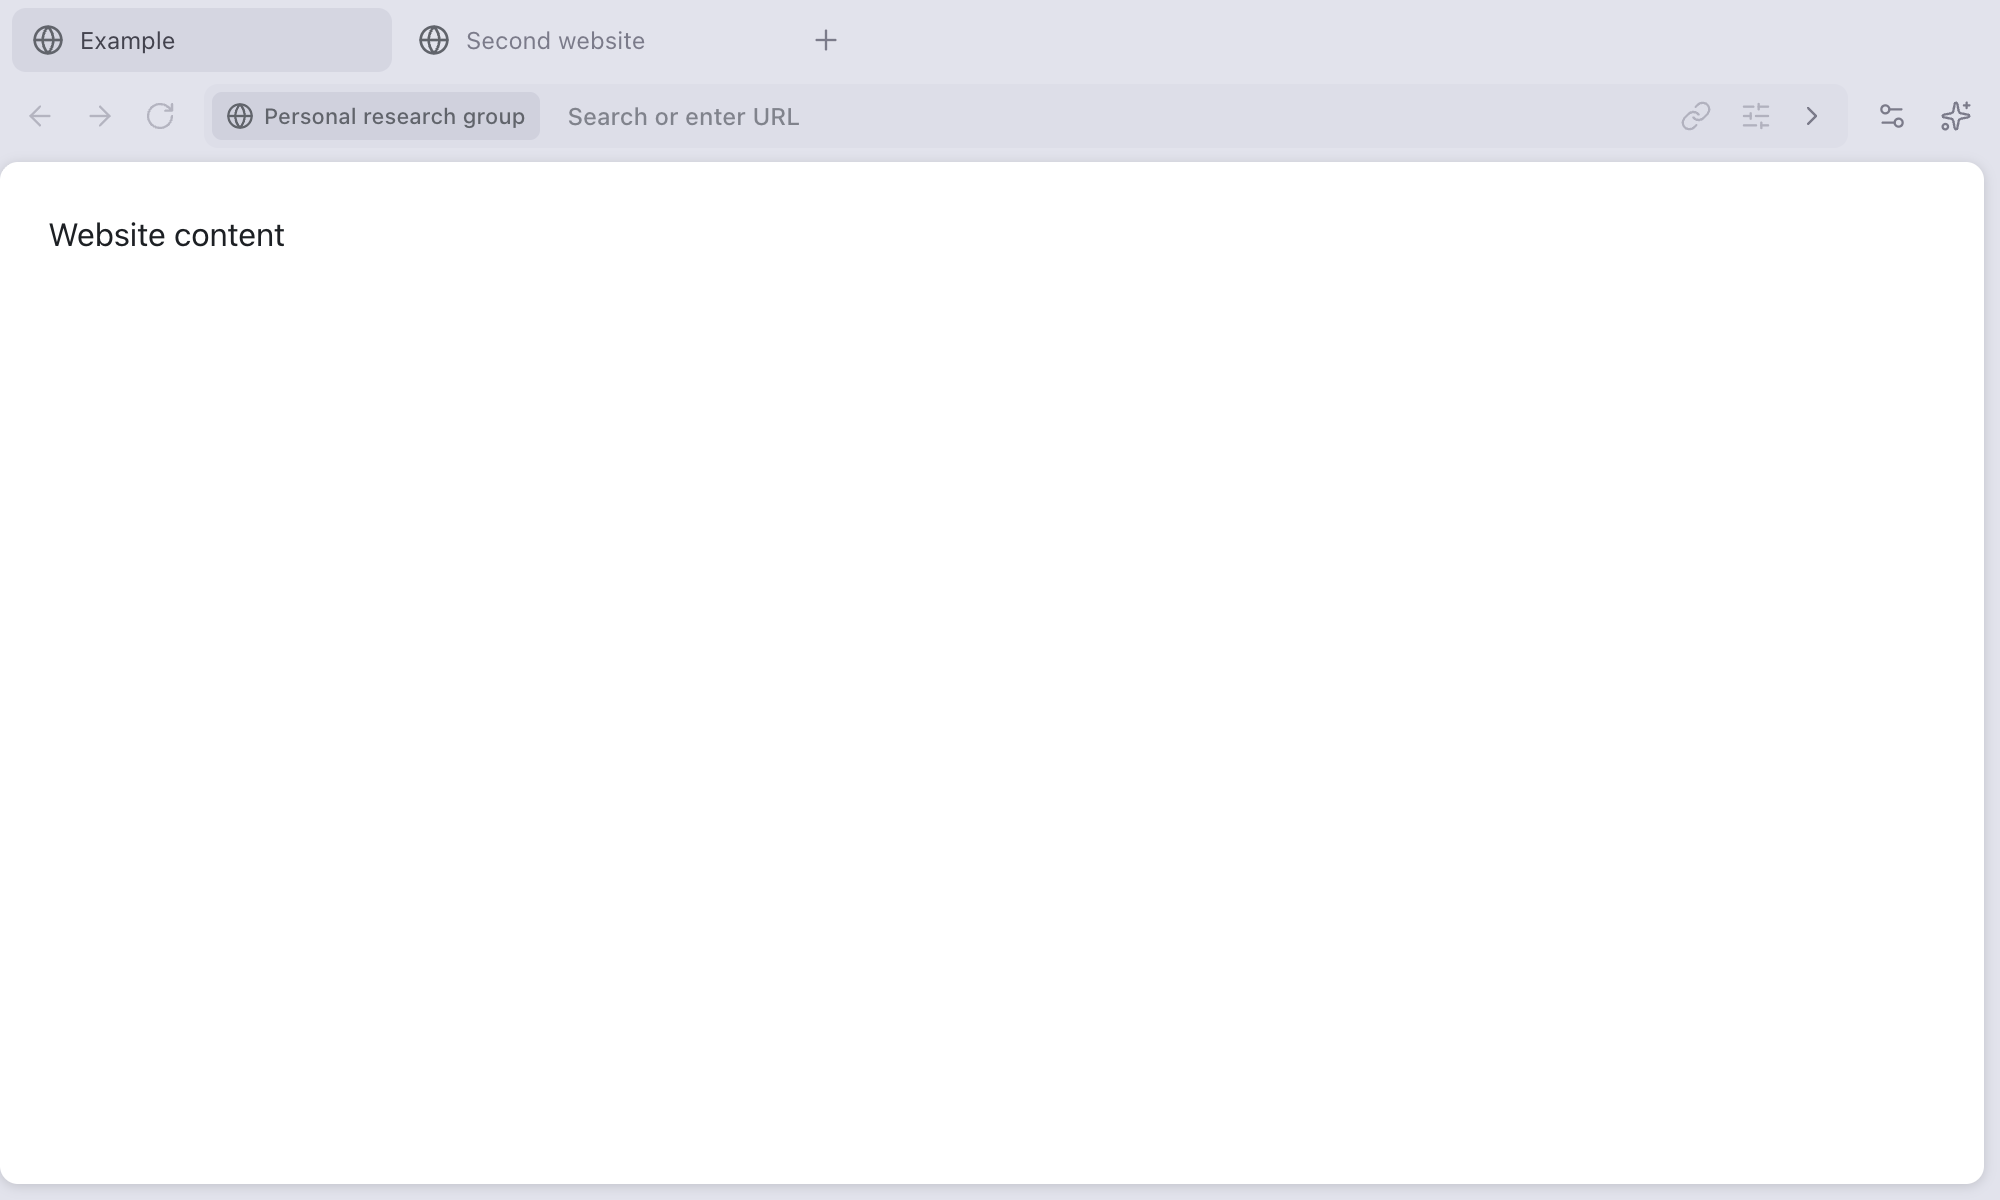 Example
Second website
Personal research group
Search or enter URL
Website content